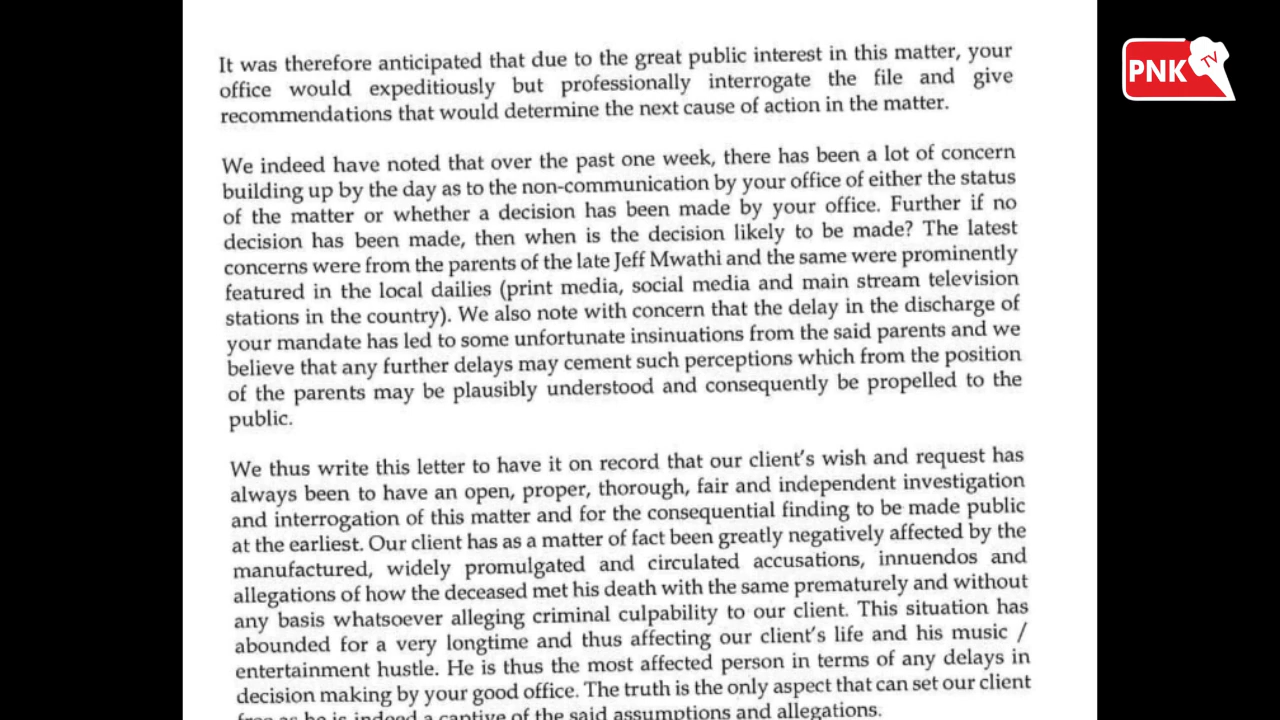 It was therefore anticipated that due to the great public interest in this matter, your
office would expeditiously but professionally interrogate the file and give
recommendations that would determine the next cause of action in the matter.
We indeed have noted that over the past one week, there has been a lot of concern
building up by the day as to the non-communication by your office of either the status
of the matter or whether a decision has been made by your office. Further if no
decision has been made, then when is the decision likely to be made? The latest
concerns were from the parents of the late Jeff Mwathi and the same were prominently
featured in the local dailies (print media, social media and main stream television
stations in the country). We also note with concern that the delay in the discharge of
your mandate has led to some unfortunate insinuations from the said parents and we
believe that any further delays may cement such perceptions which from the position
of the parents may be plausibly understood and consequently be propelled to the
public.
We thus write this letter to have it on record that our client's wish and request has
always been to have an open, proper, thorough, fair and independent investigation
and interrogation of this matter and for the consequential finding to be made public
at the earliest. Our client has as a matter of fact been greatly negatively affected by the
manufactured, widely promulgated and circulated accusations, innuendos and
allegations of how the deceased met his death with the same prematurely and without
any basis whatsoever alleging criminal culpability to our client. This situation has
abounded for a very longtime and thus affecting our client's life and his music /
entertainment hustle. He is thus the most affected person in terms of any delays in
decision making by your good office. The truth is the only aspect that can set our client
free as he is indeed a captive of the said assumptions and allegations.
PNK TV